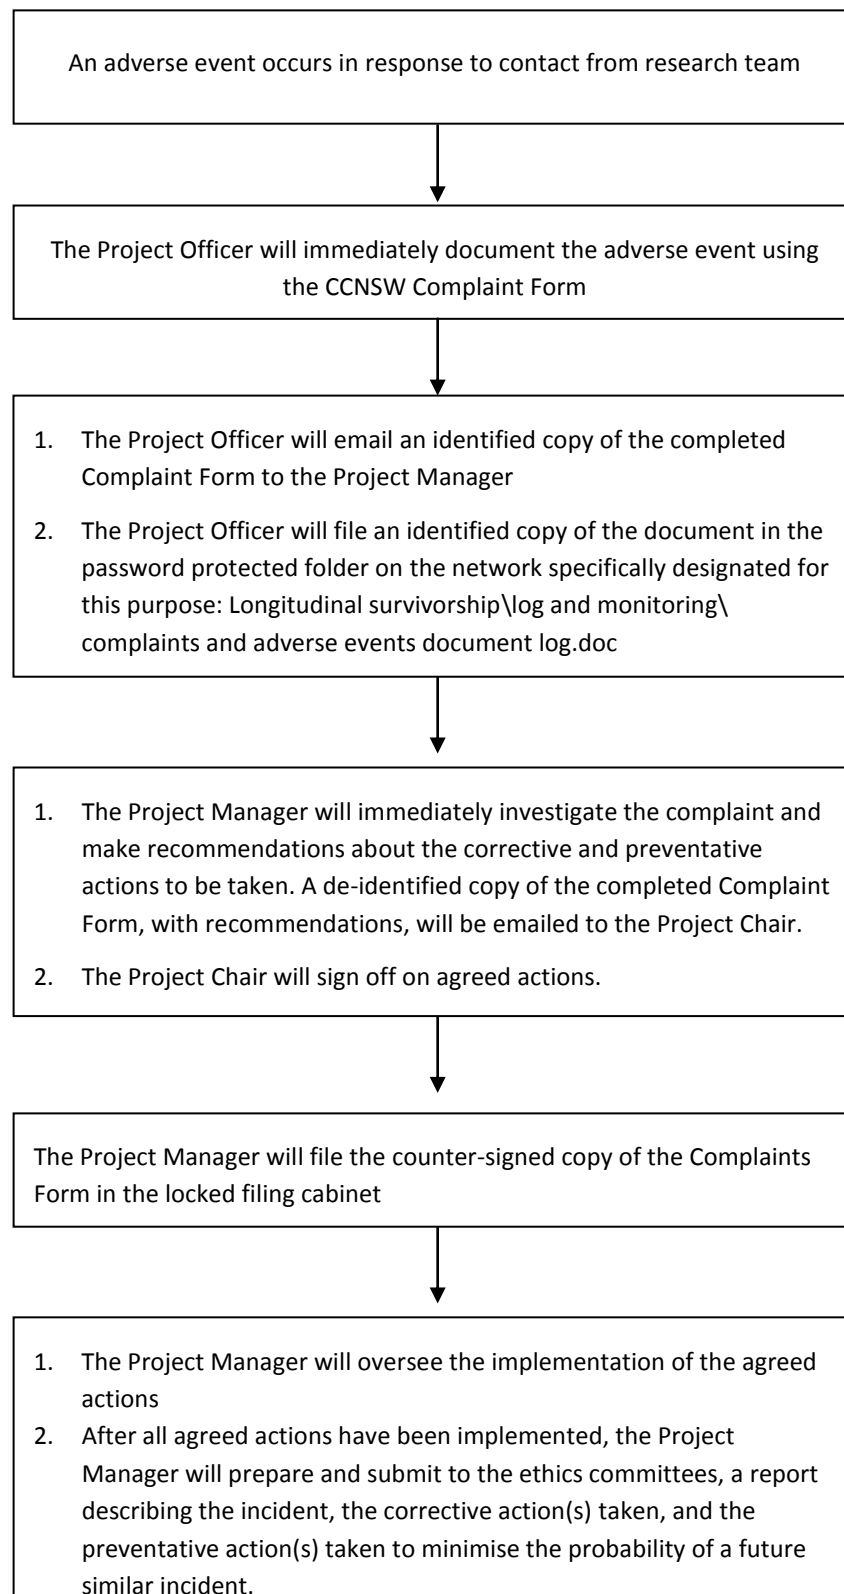 An adverse event occurs in response to contact from research team
The Project Officer will immediately document the adverse event using
the CCNSW Complaint Form
1. The Project Officer will email an identified copy of the completed
Complaint Form to the Project Manager
2. The Project Officer will file an identified copy of the document in the
password protected folder on the network specifically designated for
this purpose: Longitudinal survivorship\log and monitoring\
complaints and adverse events document log.doc
1. The Project Manager will immediately investigate the complaint and
make recommendations about the corrective and preventative
actions to be taken. A de-identified copy of the completed Complaint
Form, with recommendations, will be emailed to the Project Chair.
2. The Project Chair will sign off on agreed actions.
The Project Manager will file the counter-signed copy of the Complaints
Form in the locked filing cabinet
1. The Project Manager will oversee the implementation of the agreed
actions
2. After all agreed actions have been implemented, the Project
Manager will prepare and submit to the ethics committees, a report
describing the incident, the corrective action(s) taken, and the
preventative action(s) taken to minimise the probability of a future
similar incident.